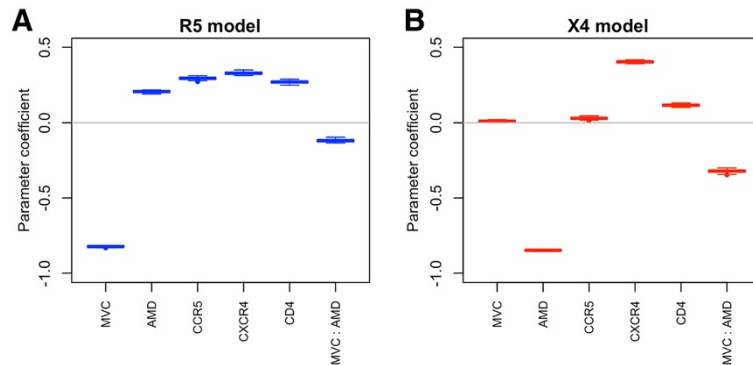 A
R5 model
Parameter coefficient
0.5
0.0
-0.5
-1.0
MVC
AMD
CCR5
CXCR4
CD4
MVC : AMD
B
X4 model
Parameter coefficient
0.5
0.0
-0.5
-1.0
MVC
AMD
CCR5
CXCR4
CD4
MVC : AMD